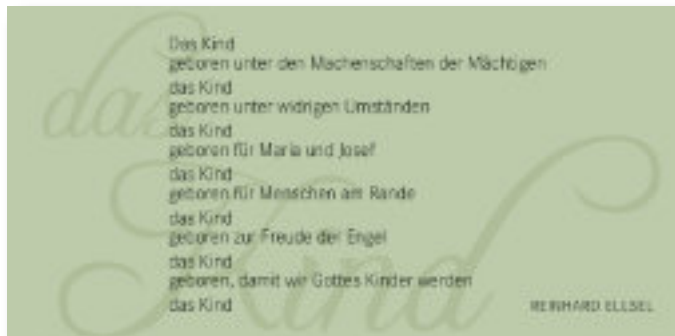 Das Kind
geboren unter den Machenschaften der Mächtigen
das Kind
geboren unter widrigen Umständen
das Kind
geboren für Maria und Josef
das Kind
geboren für Menschen am Rande
das Kind
geboren zur Freude der Engel
das Kind
geboren, damit wir Gottes Kinder werden
das Kind
REINHARD ELLSEL
das
Kind